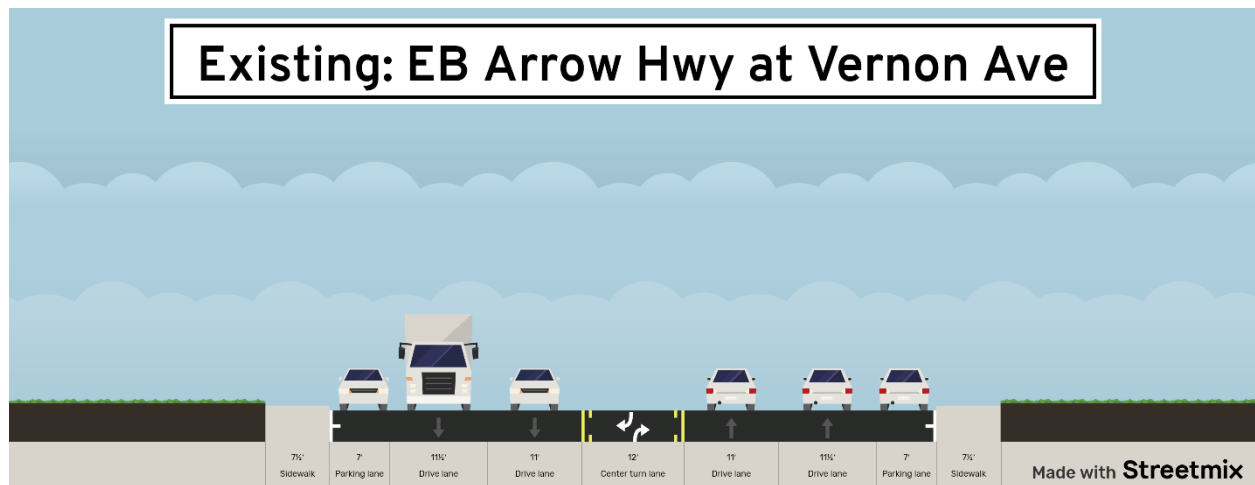 Existing: EB Arrow Hwy at Vernon Ave
7½' 7' 11½' 11' 12' 11' 11½' 7' 7½'
Sidewalk Parking lane Drive lane Drive lane Center turn lane Drive lane Drive lane Parking lane Sidewalk
Made with Streetmix